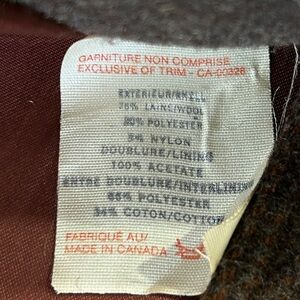 GARNITURE NON COMPRISE
EXCLUSIVE OF TRIM - CA-00328
EXTERIEUR/SHELL
75% LAINE/WOOL
20% POLYESTER
5% NYLON
DOUBLURE/LINING
100% ACETATE
ENTRE DOUBLURE/INTERLINING
66% POLYESTER
34% COTON/COTTON
FABRIQUÉ AU/
MADE IN CANADA